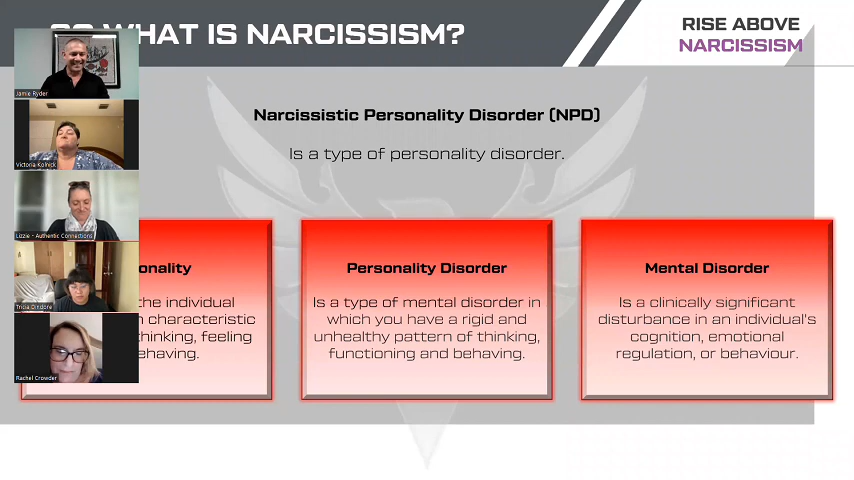 WHAT IS NARCISSISM?
RISE ABOVE
NARCISSISM
Jamie Ryder
Victoria Kolnick
Lizzie - Authentic Connections
Tricia Dindore
Rachel Crowder
Narcissistic Personality Disorder (NPD)
Is a type of personality disorder.
onality
the individual
characteristic
thinking, feeling
ehaving.
Personality Disorder
Is a type of mental disorder in
which you have a rigid and
unhealthy pattern of thinking,
functioning and behaving.
Mental Disorder
Is a clinically significant
disturbance in an individual's
cognition, emotional
regulation, or behaviour.